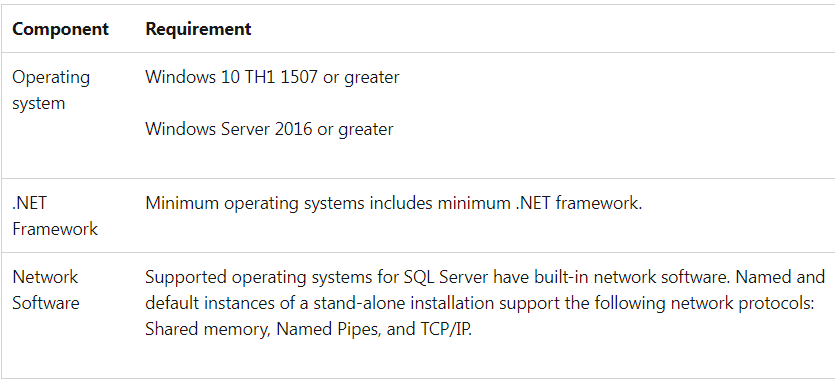 Component Requirement
Operating system Windows 10 TH1 1507 or greater
Windows Server 2016 or greater
.NET Framework Minimum operating systems includes minimum .NET framework.
Network Software Supported operating systems for SQL Server have built-in network software. Named and
default instances of a stand-alone installation support the following network protocols:
Shared memory, Named Pipes, and TCP/IP.